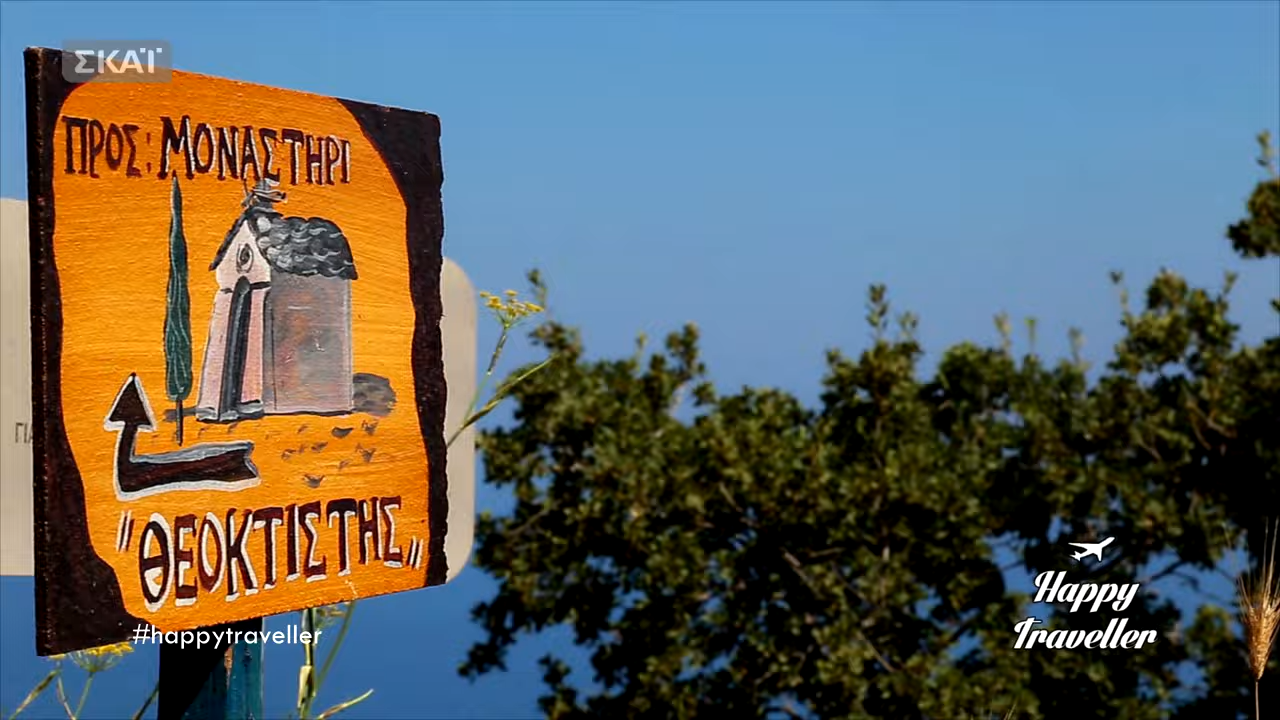 ΣΚΑΪ
ΠΡΟΣ: ΜΟΝΑΣΤΗΡΙ
"ΘΕΟΚΤΙΣΤΗΣ"
#happytraveller
Happy
Traveller